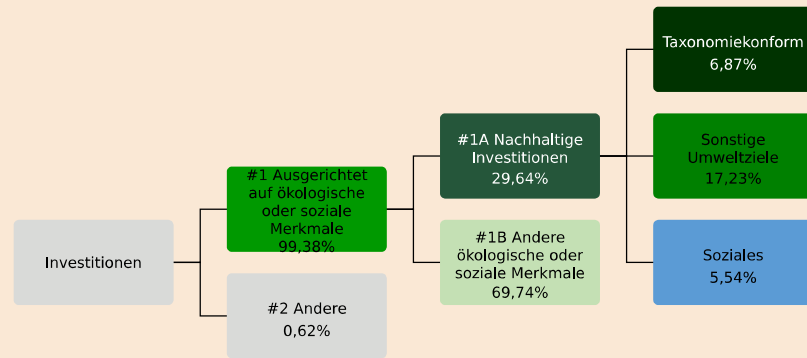 Investitionen
#1 Ausgerichtet
auf ökologische
oder soziale
Merkmale
99,38%
#2 Andere
0,62%
#1A Nachhaltige
Investitionen
29,64%
#1B Andere
ökologische oder
soziale Merkmale
69,74%
Taxonomiekonform
6,87%
Sonstige
Umweltziele
17,23%
Soziales
5,54%